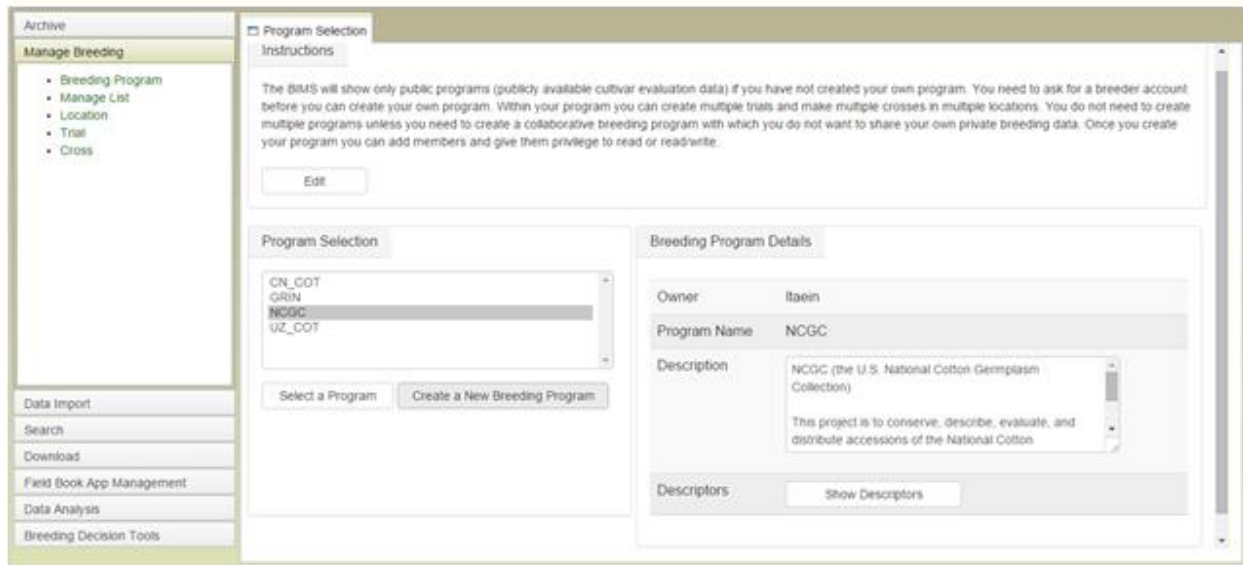 Archive
Manage Breeding
Breeding Program
Manage List
Location
Trial
Cross
Data Import
Search
Download
Field Book App Management
Data Analysis
Breeding Decision Tools
Program Selection
Instructions
The BIMS will show only public programs (publicly available cultivar evaluation data) if you have not created your own program. You need to ask for a breeder account
before you can create your own program. Within your program you can create multiple trials and make multiple crosses in multiple locations. You do not need to create
multiple programs unless you need to create a collaborative breeding program with which you do not want to share your own private breeding data. Once you create
your program you can add members and give them privilege to read or read/write.
Edit
Program Selection
CN_COT
GRIN
NCGC
UZ_COT
Select a Program
Create a New Breeding Program
Breeding Program Details
Owner ltaein
Program Name NCGC
Description
NCGC (the U.S. National Cotton Germplasm
Collection)
This project is to conserve, describe, evaluate, and
distribute accessions of the National Cotton
Descriptors Show Descriptors